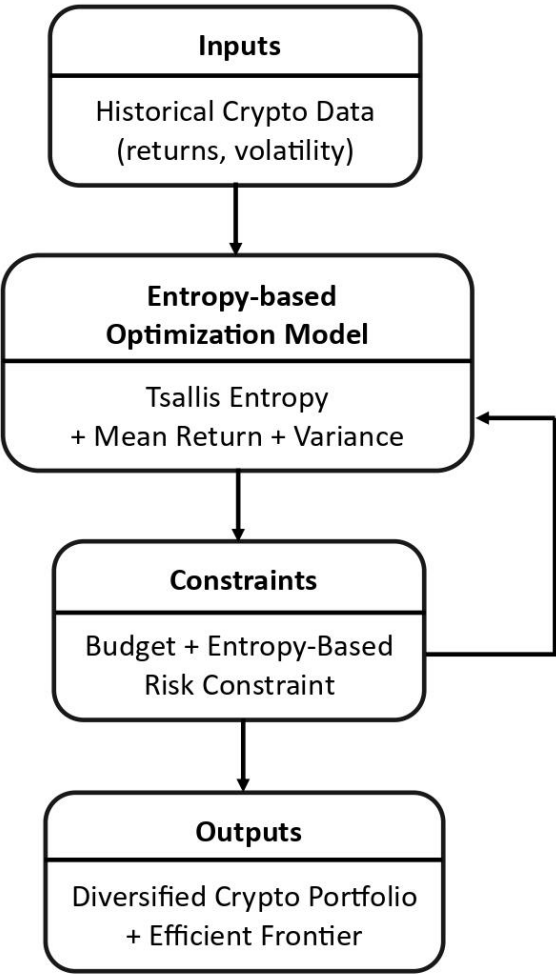 Inputs
Historical Crypto Data
(returns, volatility)
Entropy-based
Optimization Model
Tsallis Entropy
+ Mean Return + Variance
Constraints
Budget + Entropy-Based
Risk Constraint
Outputs
Diversified Crypto Portfolio
+ Efficient Frontier